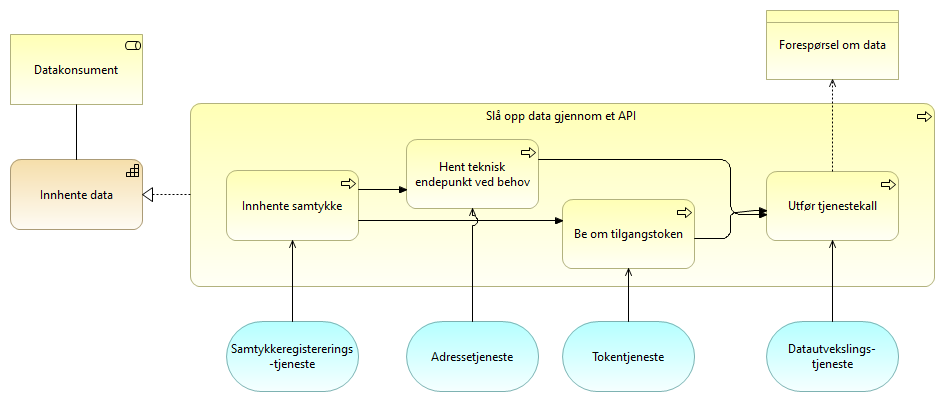 Forespørsel om data
Datakonsument
Slå opp data gjennom et API
Innhente data
Innhente samtykke
Hent teknisk
endepunkt ved behov
Be om tilgangstoken
Utfør tjenestekall
Samtykkeregistererings
-tjeneste
Adressetjeneste
Tokentjeneste
Datautvekslings-
tjeneste